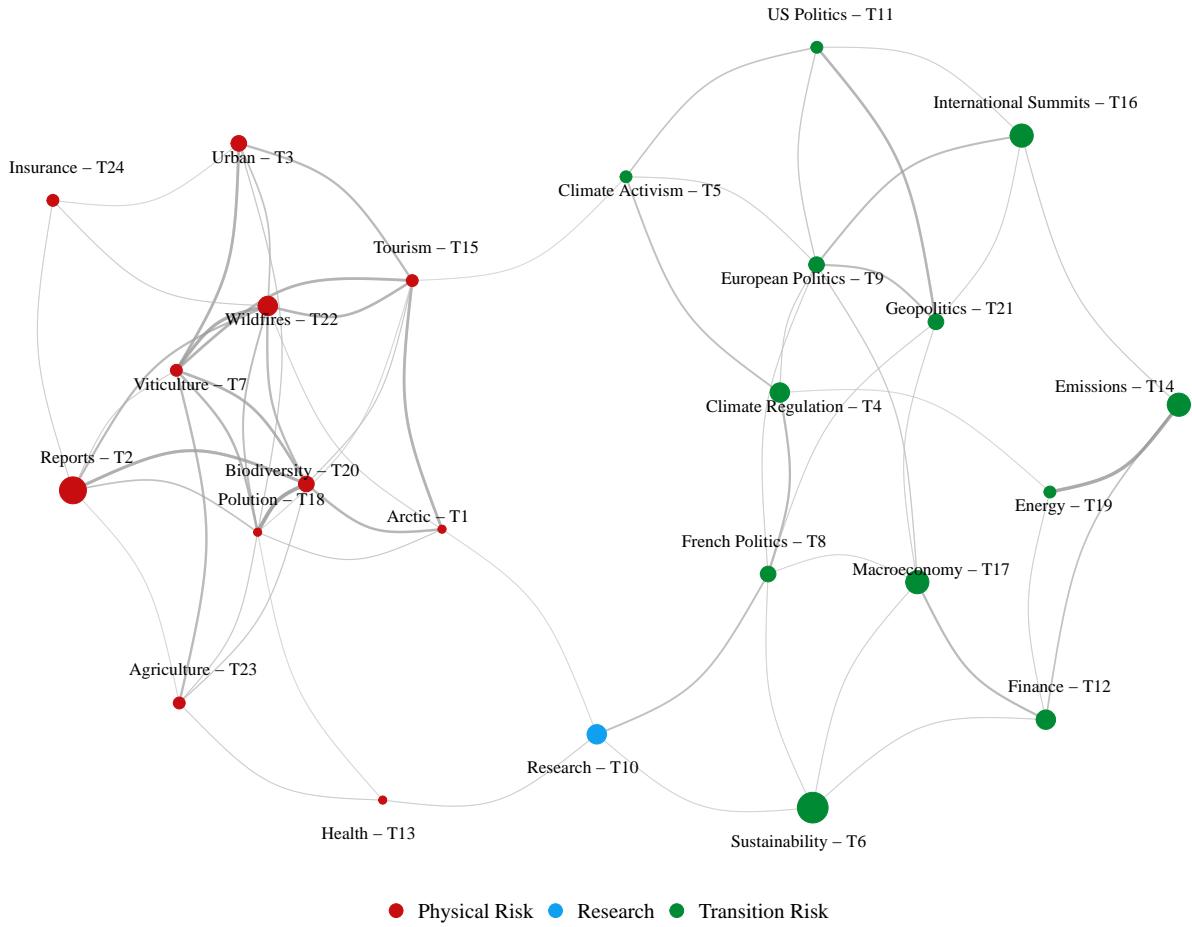 US Politics – T11
International Summits – T16
Urban – T3
Insurance – T24
Climate Activism – T5
Tourism – T15
European Politics – T9
Geopolitics – T21
Wildfires – T22
Viticulture – T7
Emissions – T14
Climate Regulation – T4
Reports – T2
Biodiversity – T20
Polution – T18
Arctic – T1
Energy – T19
French Politics – T8
Macroeconomy – T17
Agriculture – T23
Finance – T12
Research – T10
Health – T13
Sustainability – T6
Physical Risk Research Transition Risk